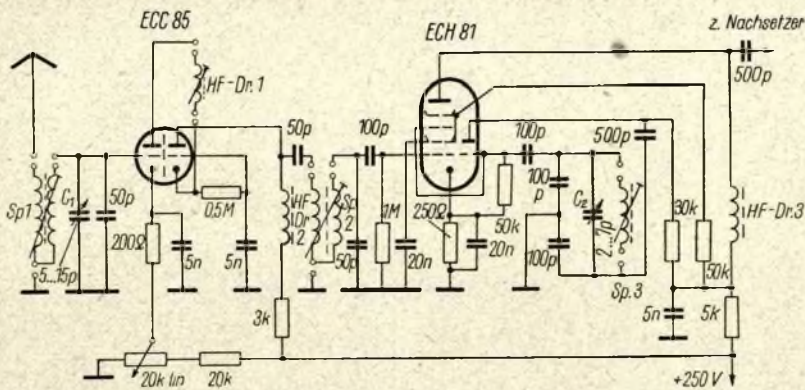 ECC 85
ECH 81
z. Nachsetzer
HF-Dr.1
500p
50p
100p
100p
500p
Sp1
C₁
50p
0,5M
HF
Dr
2
Sp.
2
1M
250Ω
50k
100
p
C₂
30k
HF-Dr.3
200Ω
5n
5n
50p
20n
20n
100p
2...7p
50k
5...15p
Sp.3
3k
5n
5k
20k lin
20k
+250 V